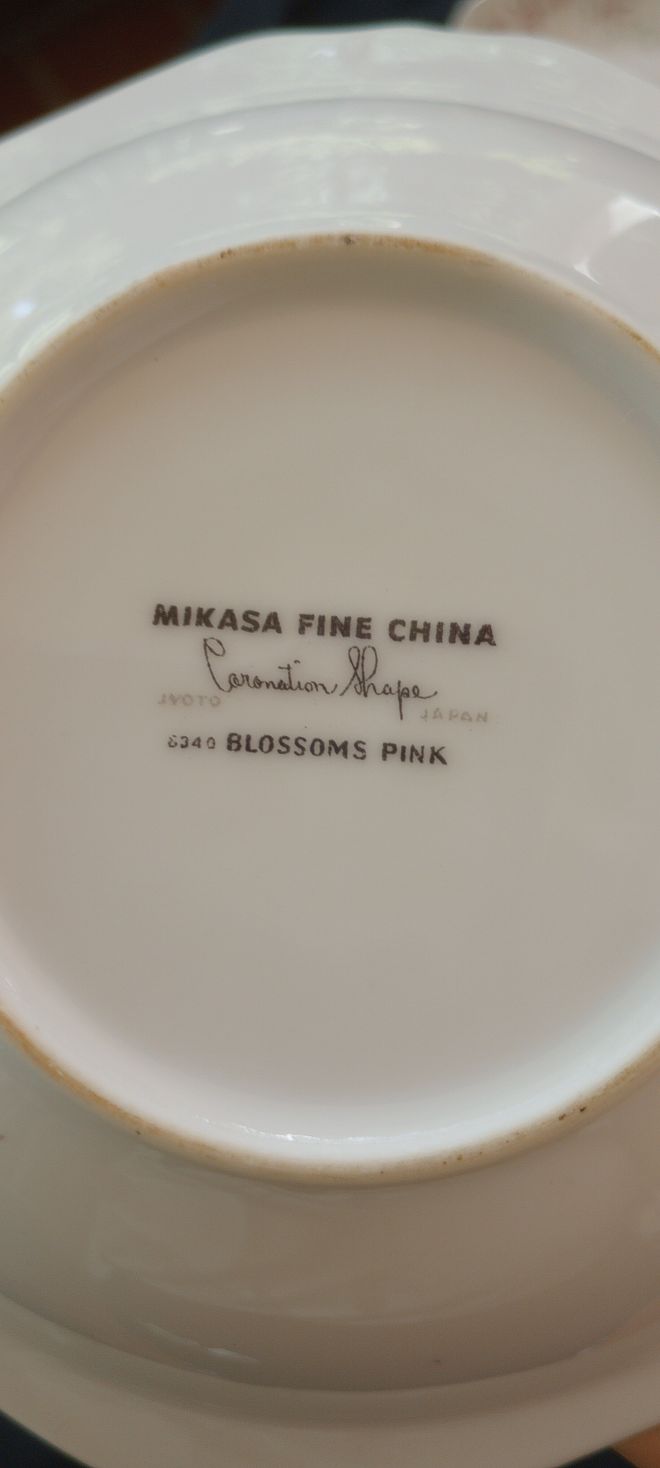 MIKASA FINE CHINA
Coronation Shape
JAPAN
BLOSSOMS PINK